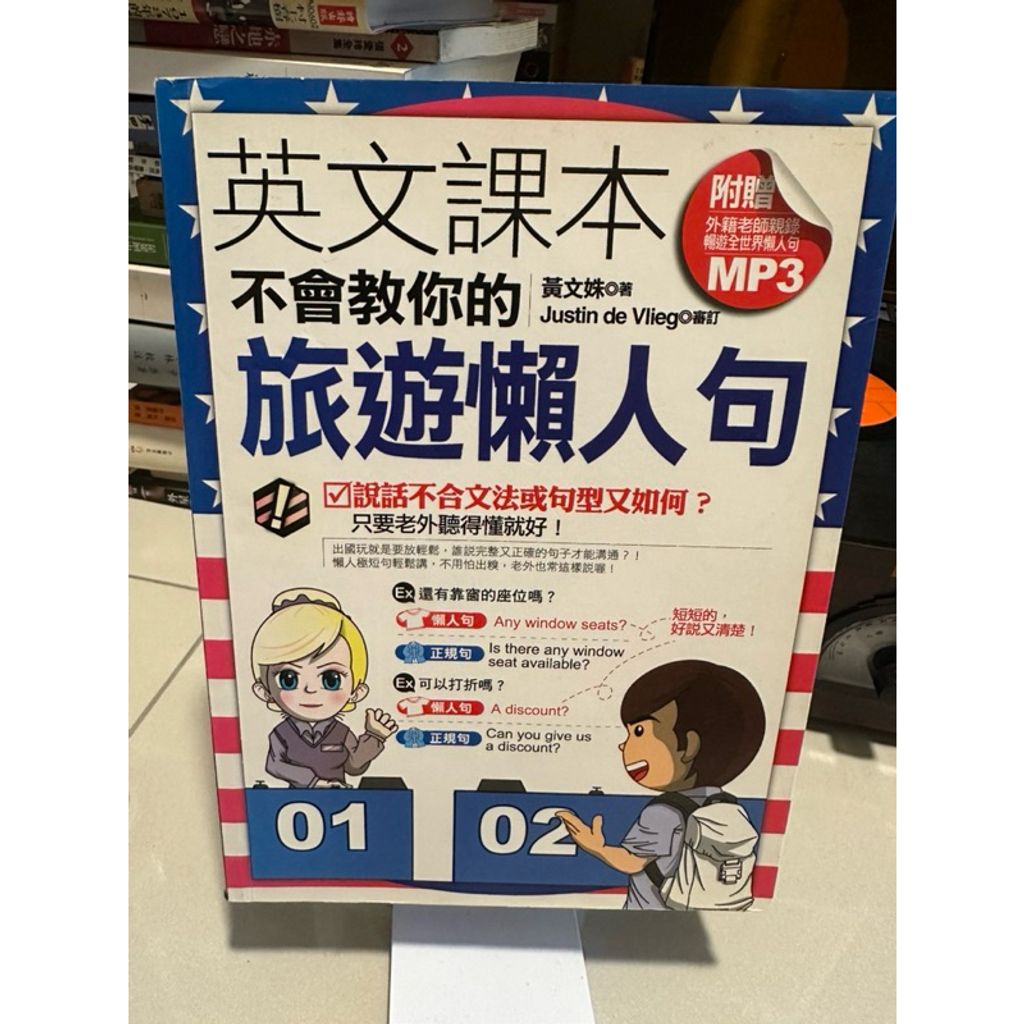 英文課本
不會教你的
黃文姝◎著
Justin de Vlieg◎審訂
旅遊懶人句
附贈
外籍老師親錄
暢遊全世界懶人句
MP3
說話不合文法或句型又如何？
只要老外聽得懂就好！
出國玩就是要放輕鬆，誰說完整又正確的句子才能溝通？！
懶人極短句輕鬆講，不用怕出糗，老外也常這樣說喔！
Ex 還有靠窗的座位嗎？
懶人句 Any window seats?
短短的，
好說又清楚！
正規句 Is there any window
seat available?
Ex 可以打折嗎？
懶人句 A discount?
正規句 Can you give us
a discount?
01
02